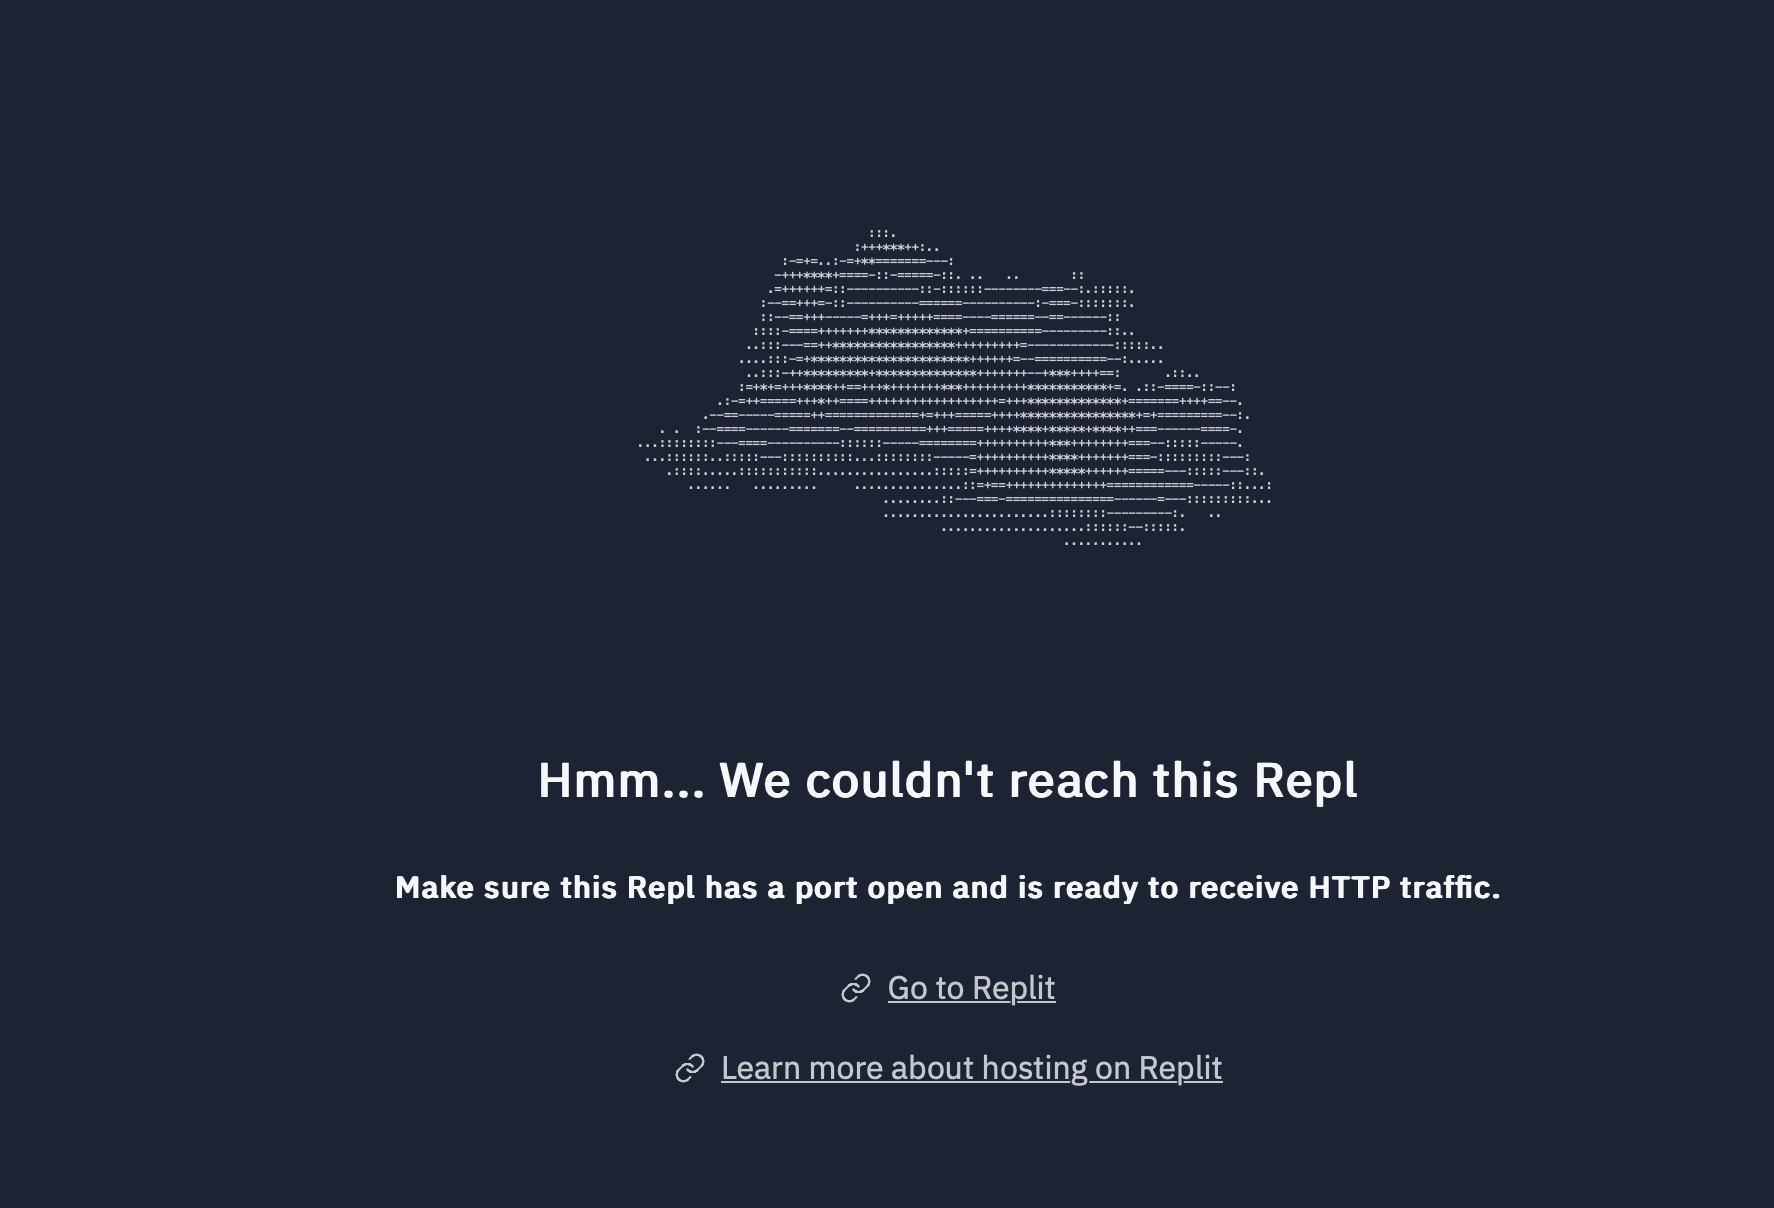 Hmm... We couldn't reach this Repl
Make sure this Repl has a port open and is ready to receive HTTP traffic.
Go to Replit
Learn more about hosting on Replit